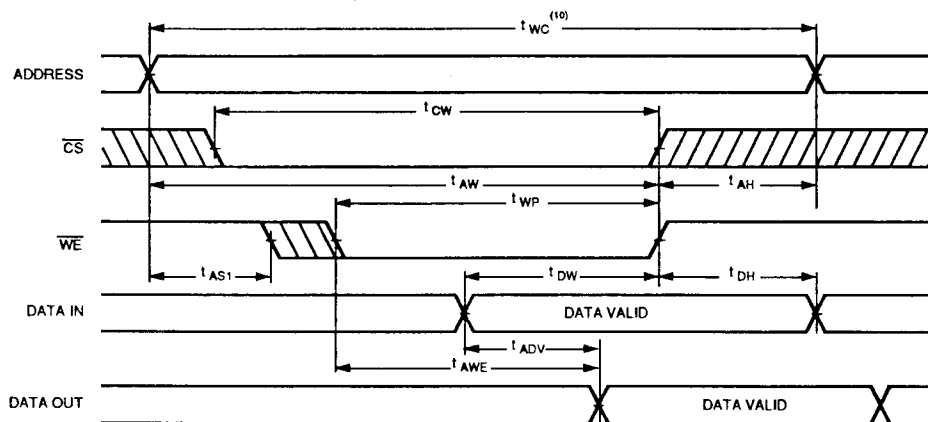 t WC (10)
ADDRESS
t CW
CS
t AW
t AH
t WP
WE
t AS1
t DW
t DH
DATA IN
DATA VALID
t ADV
t AWE
DATA OUT
DATA VALID